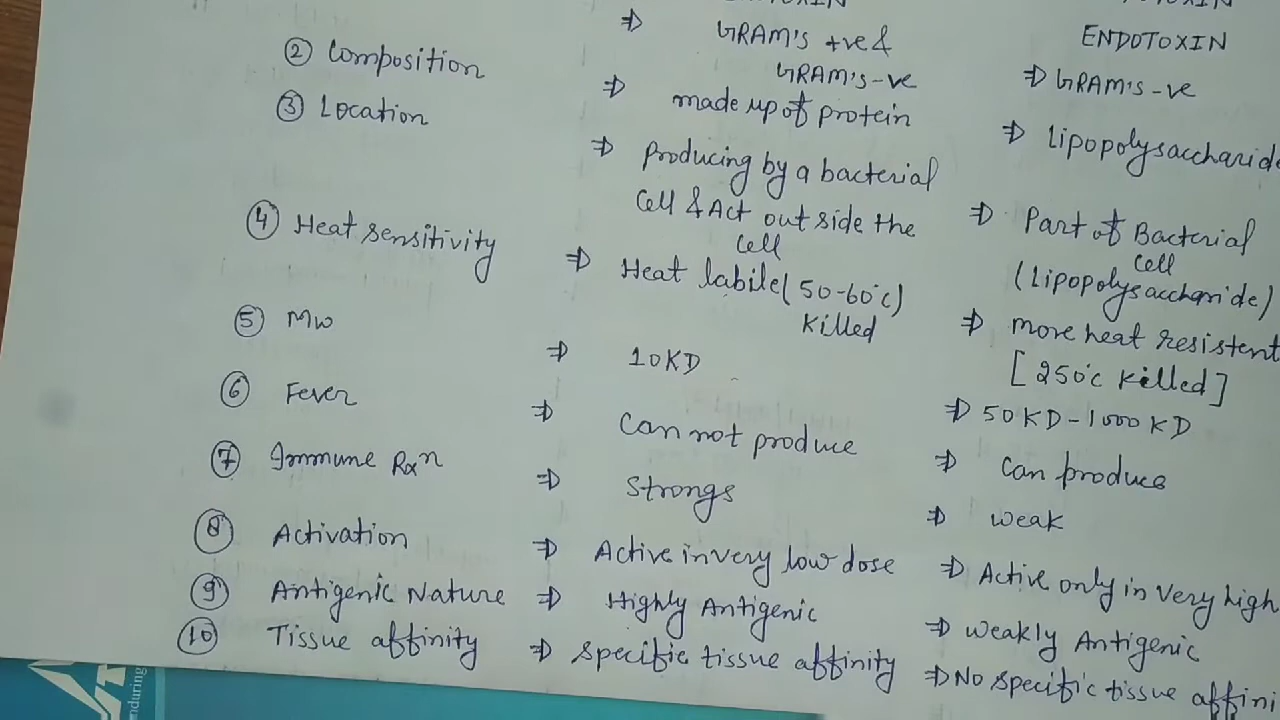 GRAM'S +ve &
GRAM'S -ve
ENDOTOXIN
⇒ GRAM'S -ve
② Composition ⇒ made up of protein ⇒ Lipopolysaccharide
③ Location ⇒ Producing by a bacterial
Cell & Act out side the
Cell
⇒ Part of Bacterial
Cell
(Lipopolysaccharide)
④ Heat sensitivity ⇒ Heat labile (50-60°c)
Killed
⇒ more heat resistent
[250°c Killed]
⑤ Mw ⇒ 10KD ⇒ 50KD-1000KD
⑥ Fever ⇒ Can not produce ⇒ Can produce
⑦ Immune Rxn ⇒ Strongs ⇒ weak
⑧ Activation ⇒ Active in very low dose ⇒ Active only in very high
⑨ Antigenic Nature ⇒ Highly Antigenic ⇒ weakly Antigenic
⑩ Tissue affinity ⇒ specific tissue affinity ⇒ No specific tissue affini
nduring